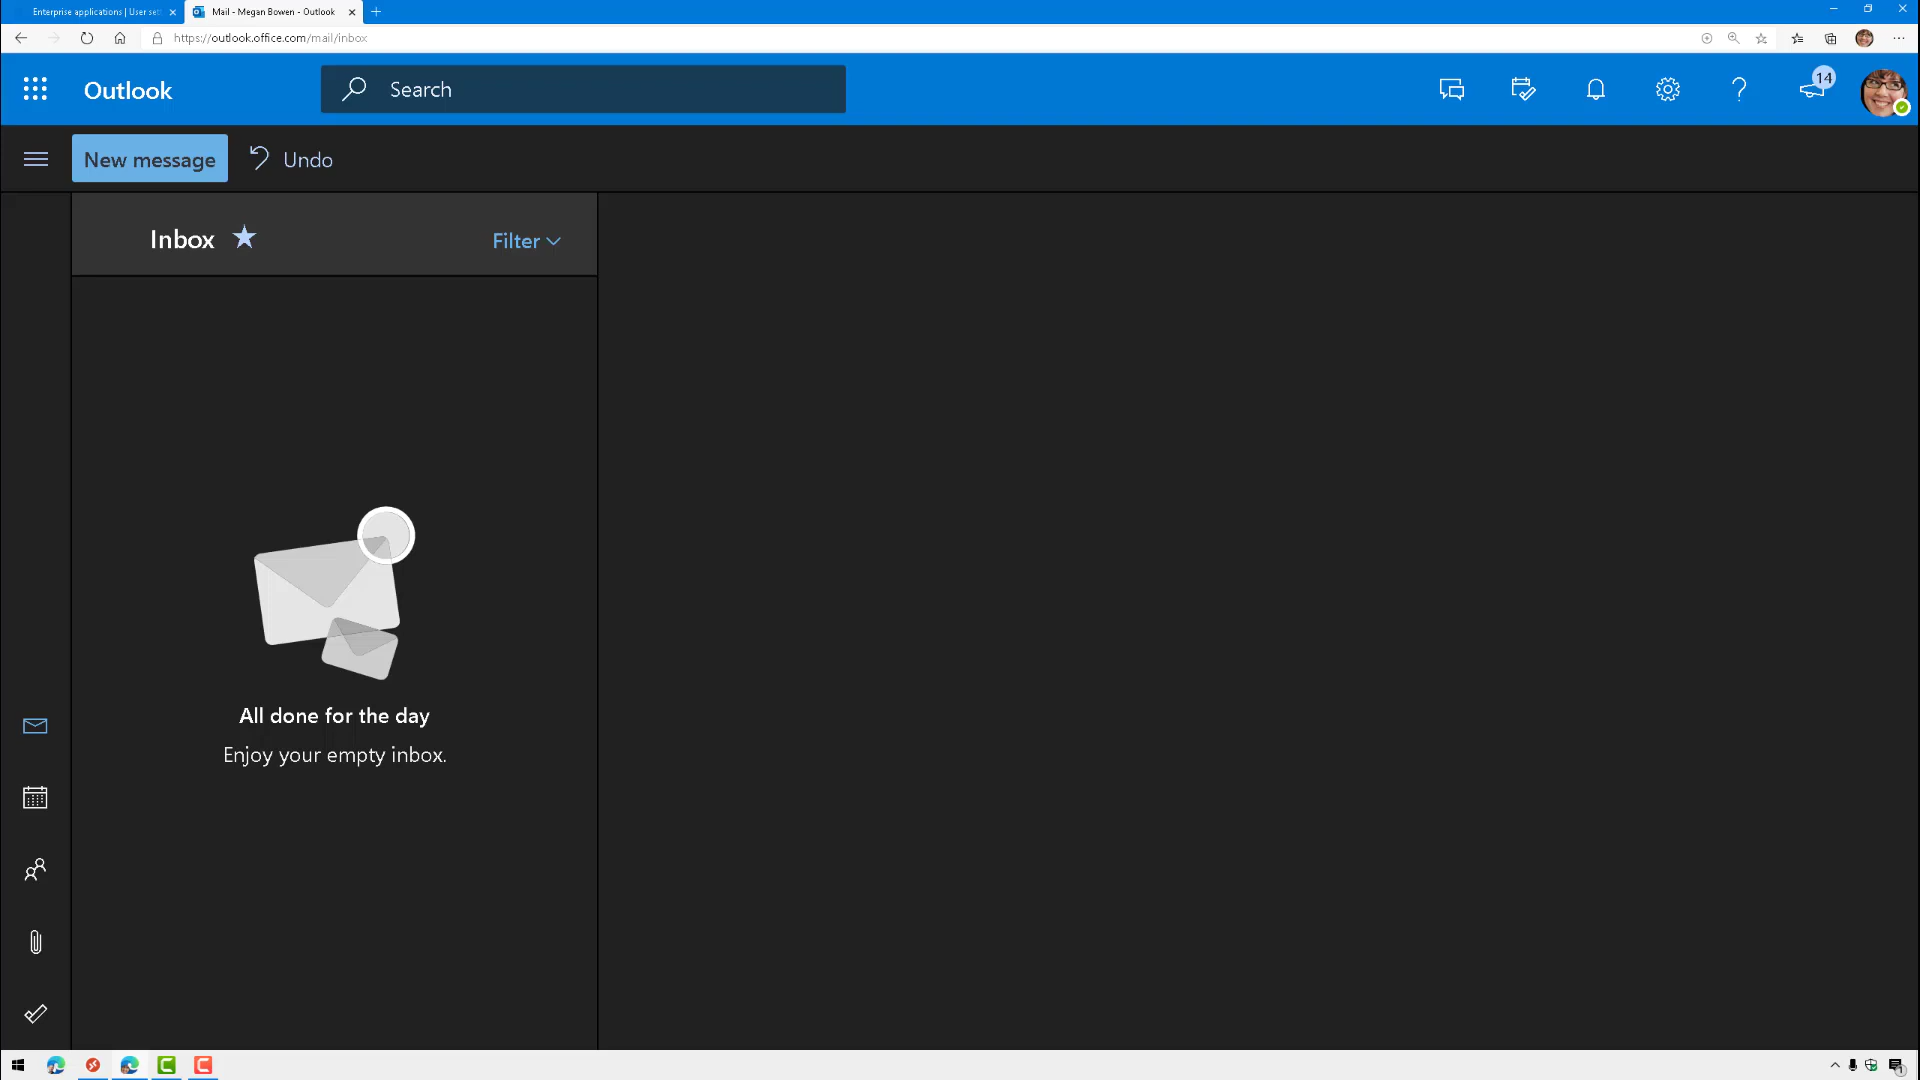 Enterprise applications | User set
Mail - Megan Bowen - Outlook
https://outlook.office.com/mail/inbox
Outlook
Search
14
New message
Undo
Inbox
Filter
All done for the day
Enjoy your empty inbox.
1